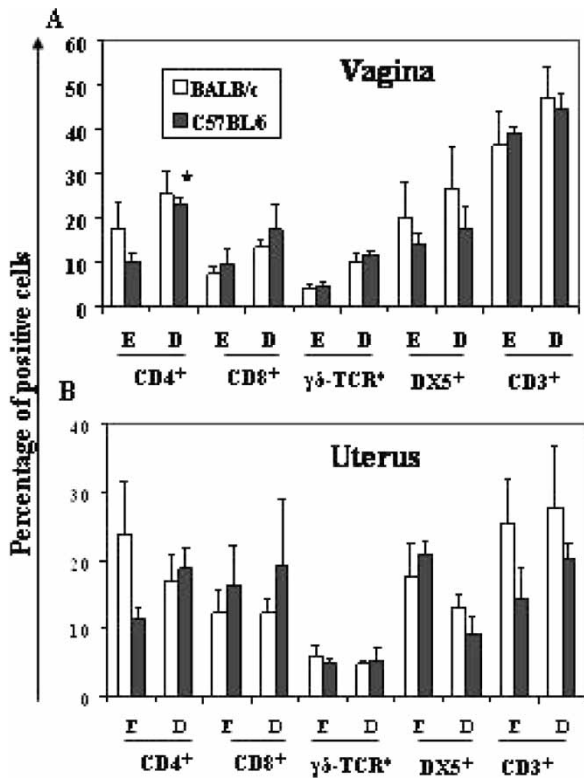 A
Percentage of positive cells
60
50
40
30
20
10
0
Vagina
BALB/c
C57BL/6
*
E D E D E D E D E D
CD4+ CD8+ γδ-TCR+ DX5+ CD3+
B
40
30
20
10
0
Uterus
E D E D E D E D E D
CD4+ CD8+ γδ-TCR+ DX5+ CD3+